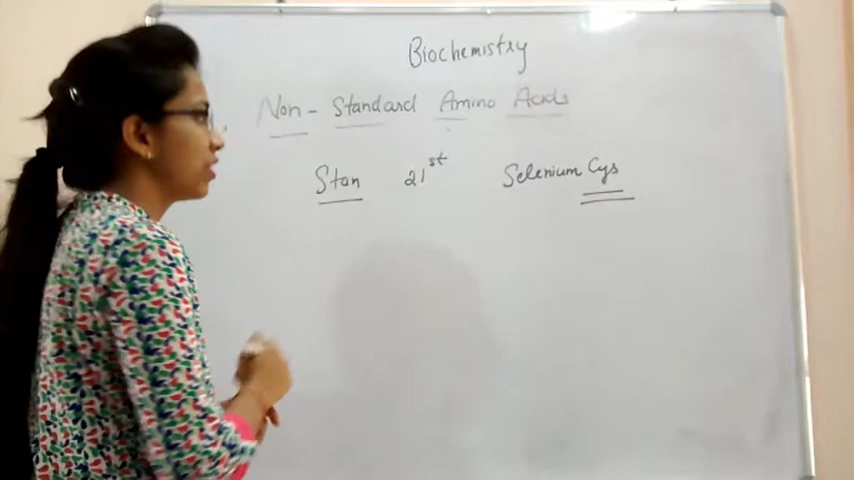 Biochemistry
Non - Standard Amino Acids
Stan 21st Selenium Cys